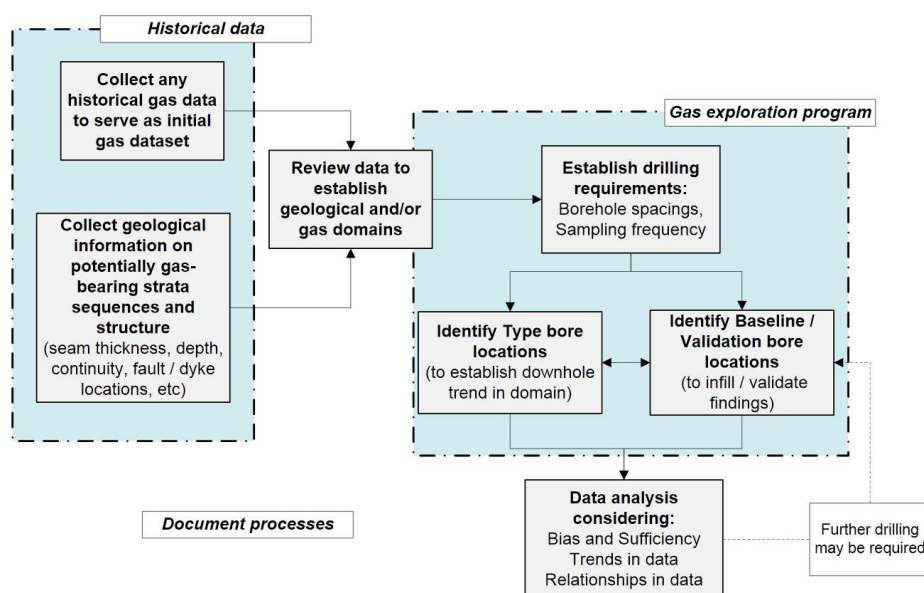 Historical data
Collect any
historical gas data
to serve as initial
gas dataset
Collect geological
information on
potentially gas-
bearing strata
sequences and
structure
(seam thickness, depth,
continuity, fault / dyke
locations, etc)
Review data to
establish
geological and/or
gas domains
Gas exploration program
Establish drilling
requirements:
Borehole spacings,
Sampling frequency
Identify Type bore
locations
(to establish downhole
trend in domain)
Identify Baseline /
Validation bore
locations
(to infill / validate
findings)
Data analysis
considering:
Bias and Sufficiency
Trends in data
Relationships in data
Further drilling
may be required
Document processes